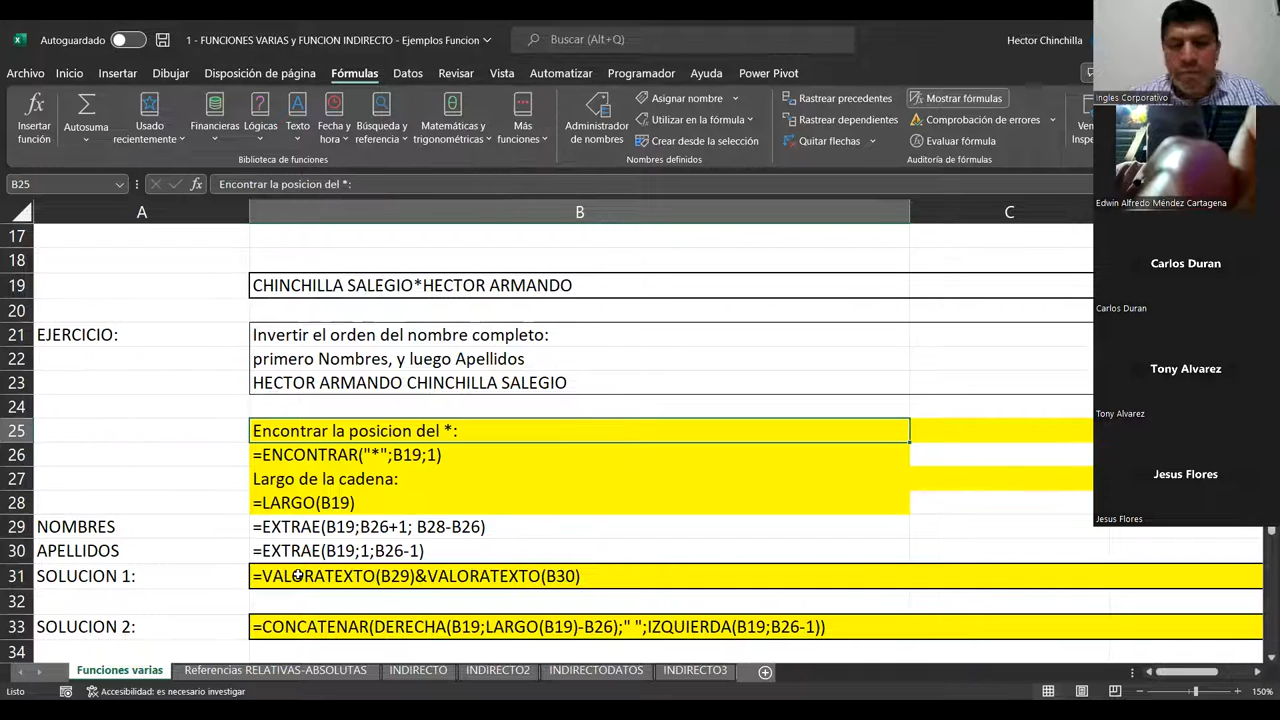 Autoguardado
1 - FUNCIONES VARIAS y FUNCION INDIRECTO - Ejemplos Funcion
Buscar (Alt+Q)
Hector Chinchilla
Archivo Inicio Insertar Dibujar Disposición de página Fórmulas Datos Revisar Vista Automatizar Programador Ayuda Power Pivot
Insertar función
Autosuma
Usado recientemente
Financieras
Lógicas
Texto
Fecha y hora
Búsqueda y referencia
Matemáticas y trigonométricas
Más funciones
Biblioteca de funciones
Administrador de nombres
Asignar nombre
Utilizar en la fórmula
Crear desde la selección
Nombres definidos
Rastrear precedentes
Rastrear dependientes
Quitar flechas
Mostrar fórmulas
Comprobación de errores
Evaluar fórmula
Auditoría de fórmulas
Ven
Inspe
B25
fx
Encontrar la posicion del *:
A B C
17
18
19 CHINCHILLA SALEGIO*HECTOR ARMANDO
20
21 EJERCICIO: Invertir el orden del nombre completo:
22 primero Nombres, y luego Apellidos
23 HECTOR ARMANDO CHINCHILLA SALEGIO
24
25 Encontrar la posicion del *:
26 =ENCONTRAR("*";B19;1)
27 Largo de la cadena:
28 =LARGO(B19)
29 NOMBRES =EXTRAE(B19;B26+1; B28-B26)
30 APELLIDOS =EXTRAE(B19;1;B26-1)
31 SOLUCION 1: =VALORATEXTO(B29)&VALORATEXTO(B30)
32
33 SOLUCION 2: =CONCATENAR(DERECHA(B19;LARGO(B19)-B26);" ";IZQUIERDA(B19;B26-1))
34
Funciones varias Referencias RELATIVAS-ABSOLUTAS INDIRECTO INDIRECTO2 INDIRECTODATOS INDIRECTO3
Listo
Accesibilidad: es necesario investigar
150%
Ingles Corporativo
Edwin Alfredo Méndez Cartagena
Carlos Duran
Carlos Duran
Tony Alvarez
Tony Alvarez
Jesus Flores
Jesus Flores